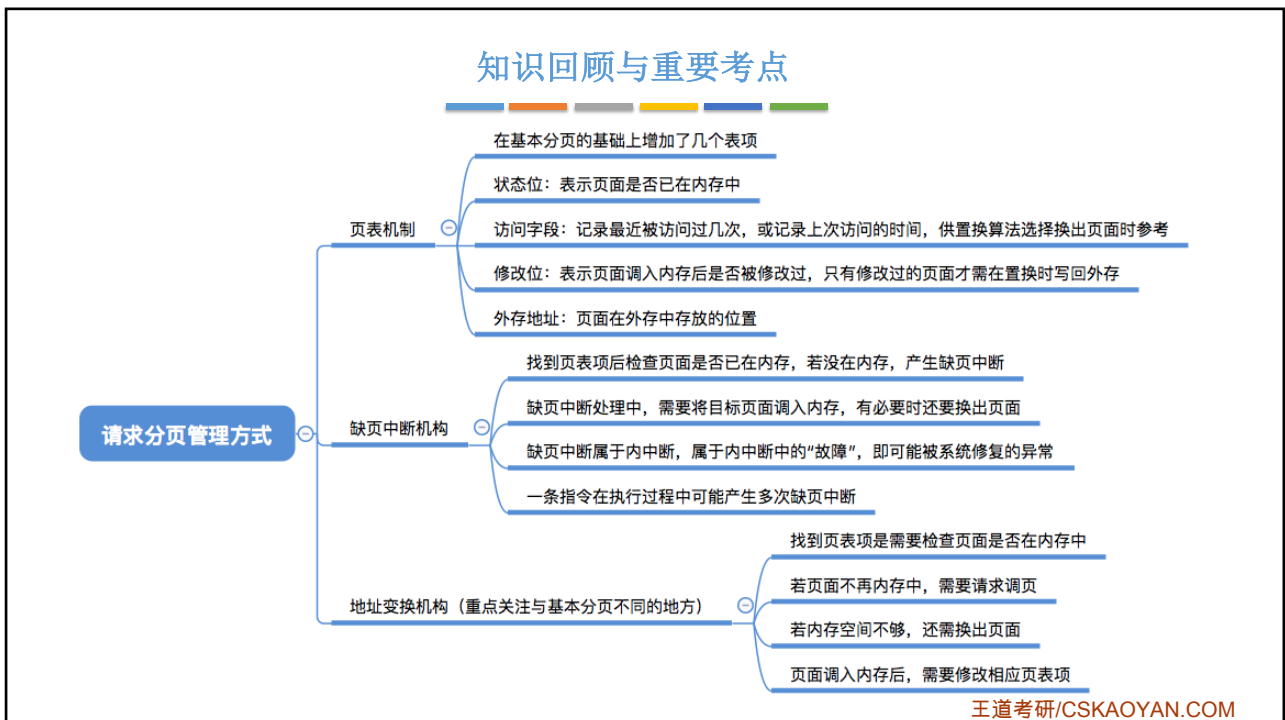 知识回顾与重要考点
在基本分页的基础上增加了几个表项
状态位：表示页面是否已在内存中
页表机制
访问字段：记录最近被访问过几次，或记录上次访问的时间，供置换算法选择换出页面时参考
修改位：表示页面调入内存后是否被修改过，只有修改过的页面才需在置换时写回外存
外存地址：页面在外存中存放的位置
找到页表项后检查页面是否已在内存，若没在内存，产生缺页中断
缺页中断处理中，需要将目标页面调入内存，有必要时还要换出页面
请求分页管理方式
缺页中断机构
缺页中断属于内中断，属于内中断中的“故障”，即可能被系统修复的异常
一条指令在执行过程中可能产生多次缺页中断
找到页表项是需要检查页面是否在内存中
若页面不再内存中，需要请求调页
地址变换机构（重点关注与基本分页不同的地方）
若内存空间不够，还需换出页面
页面调入内存后，需要修改相应页表项
王道考研/CSKAOYAN.COM